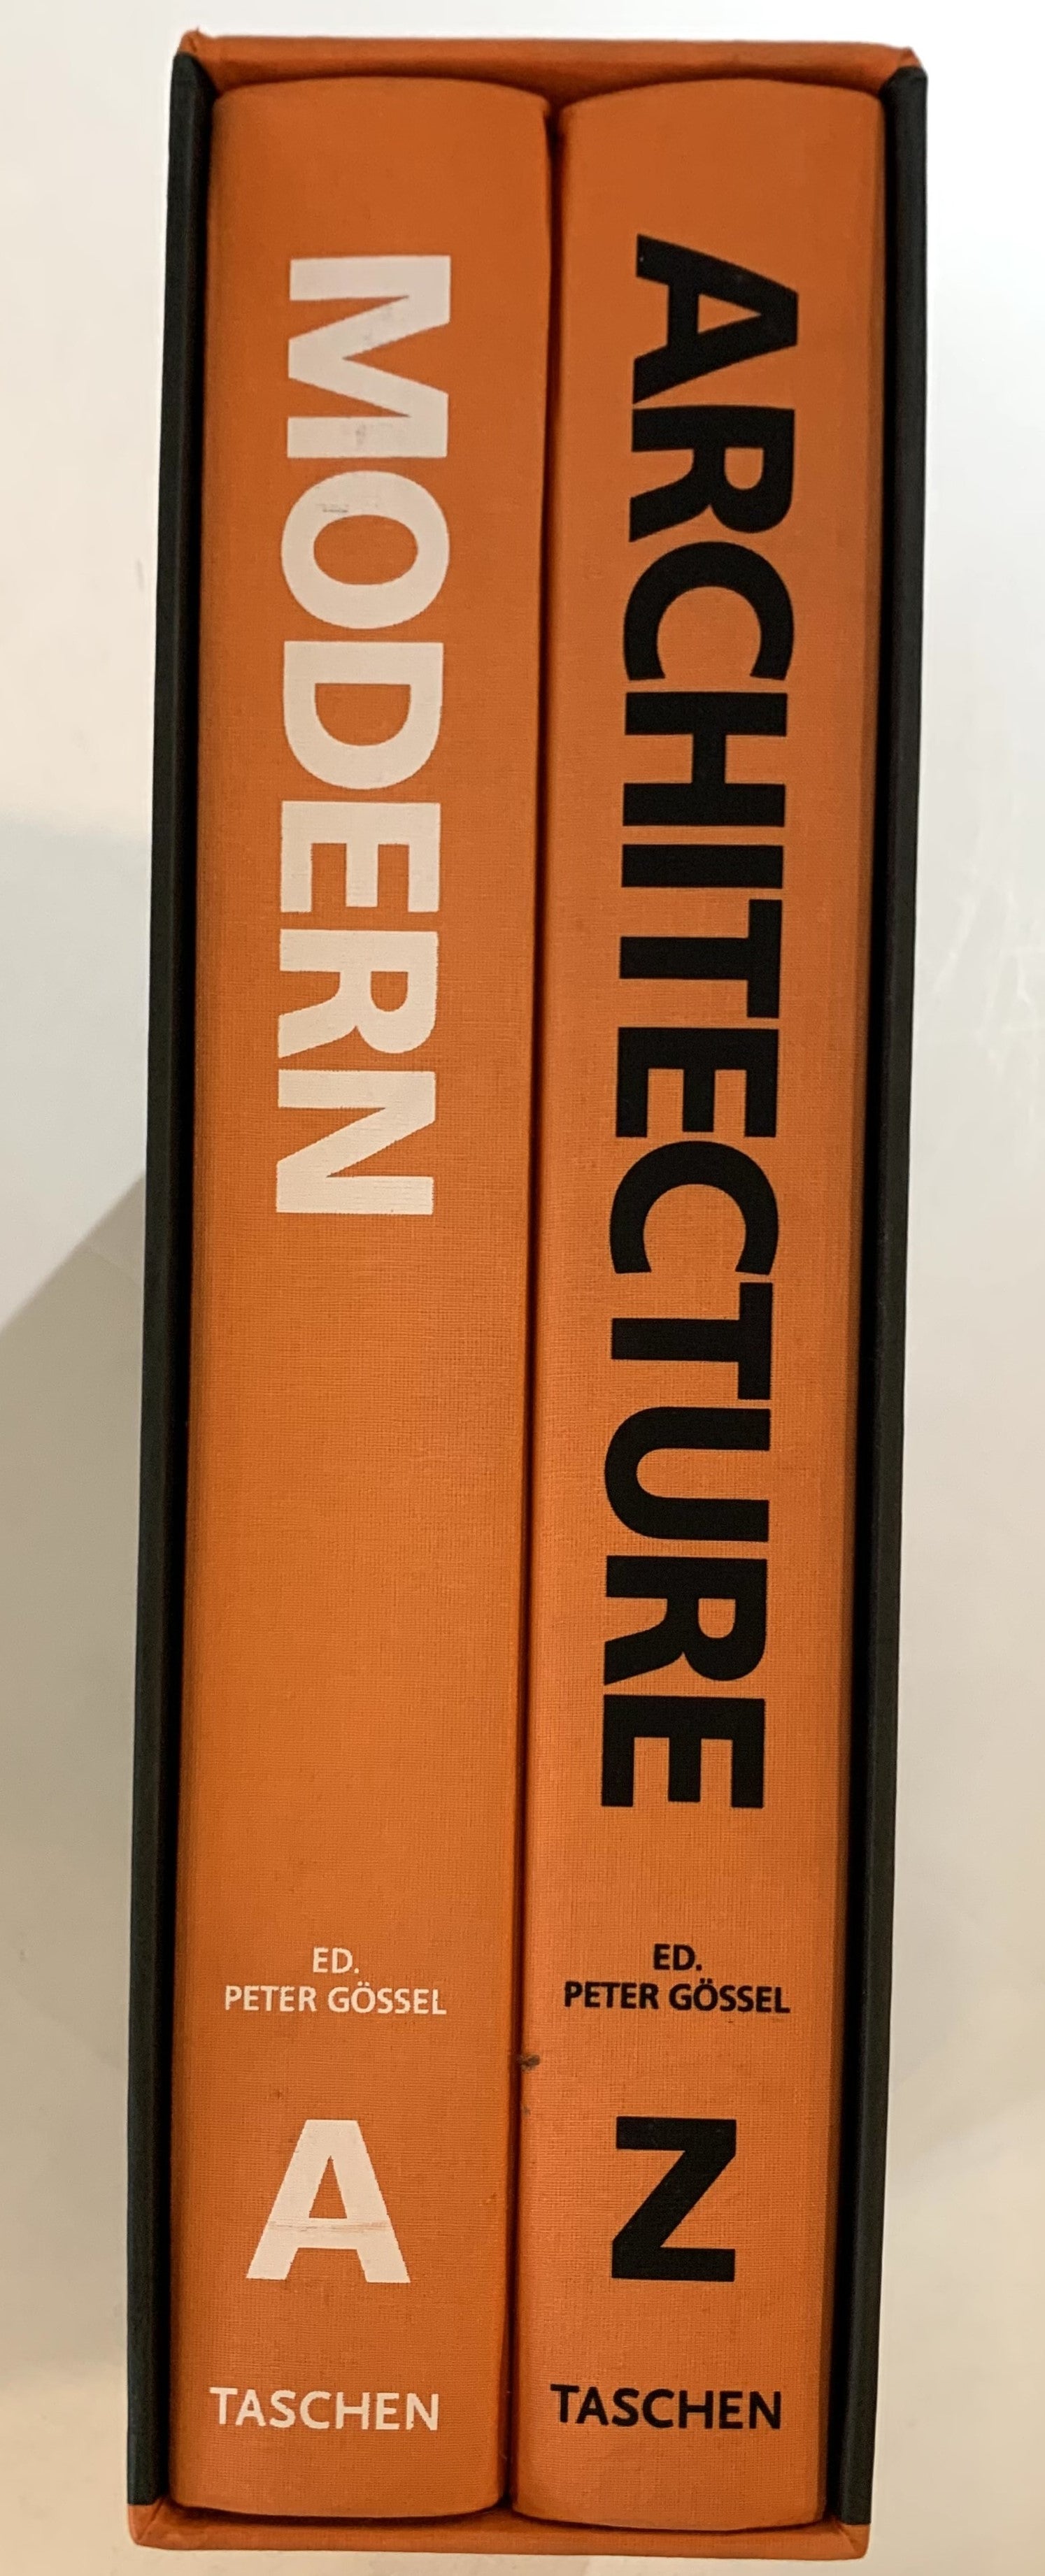 MODERN
ED.
PETER GÖSSEL
A
TASCHEN
ARCHITECTURE
ED.
PETER GÖSSEL
Z
TASCHEN